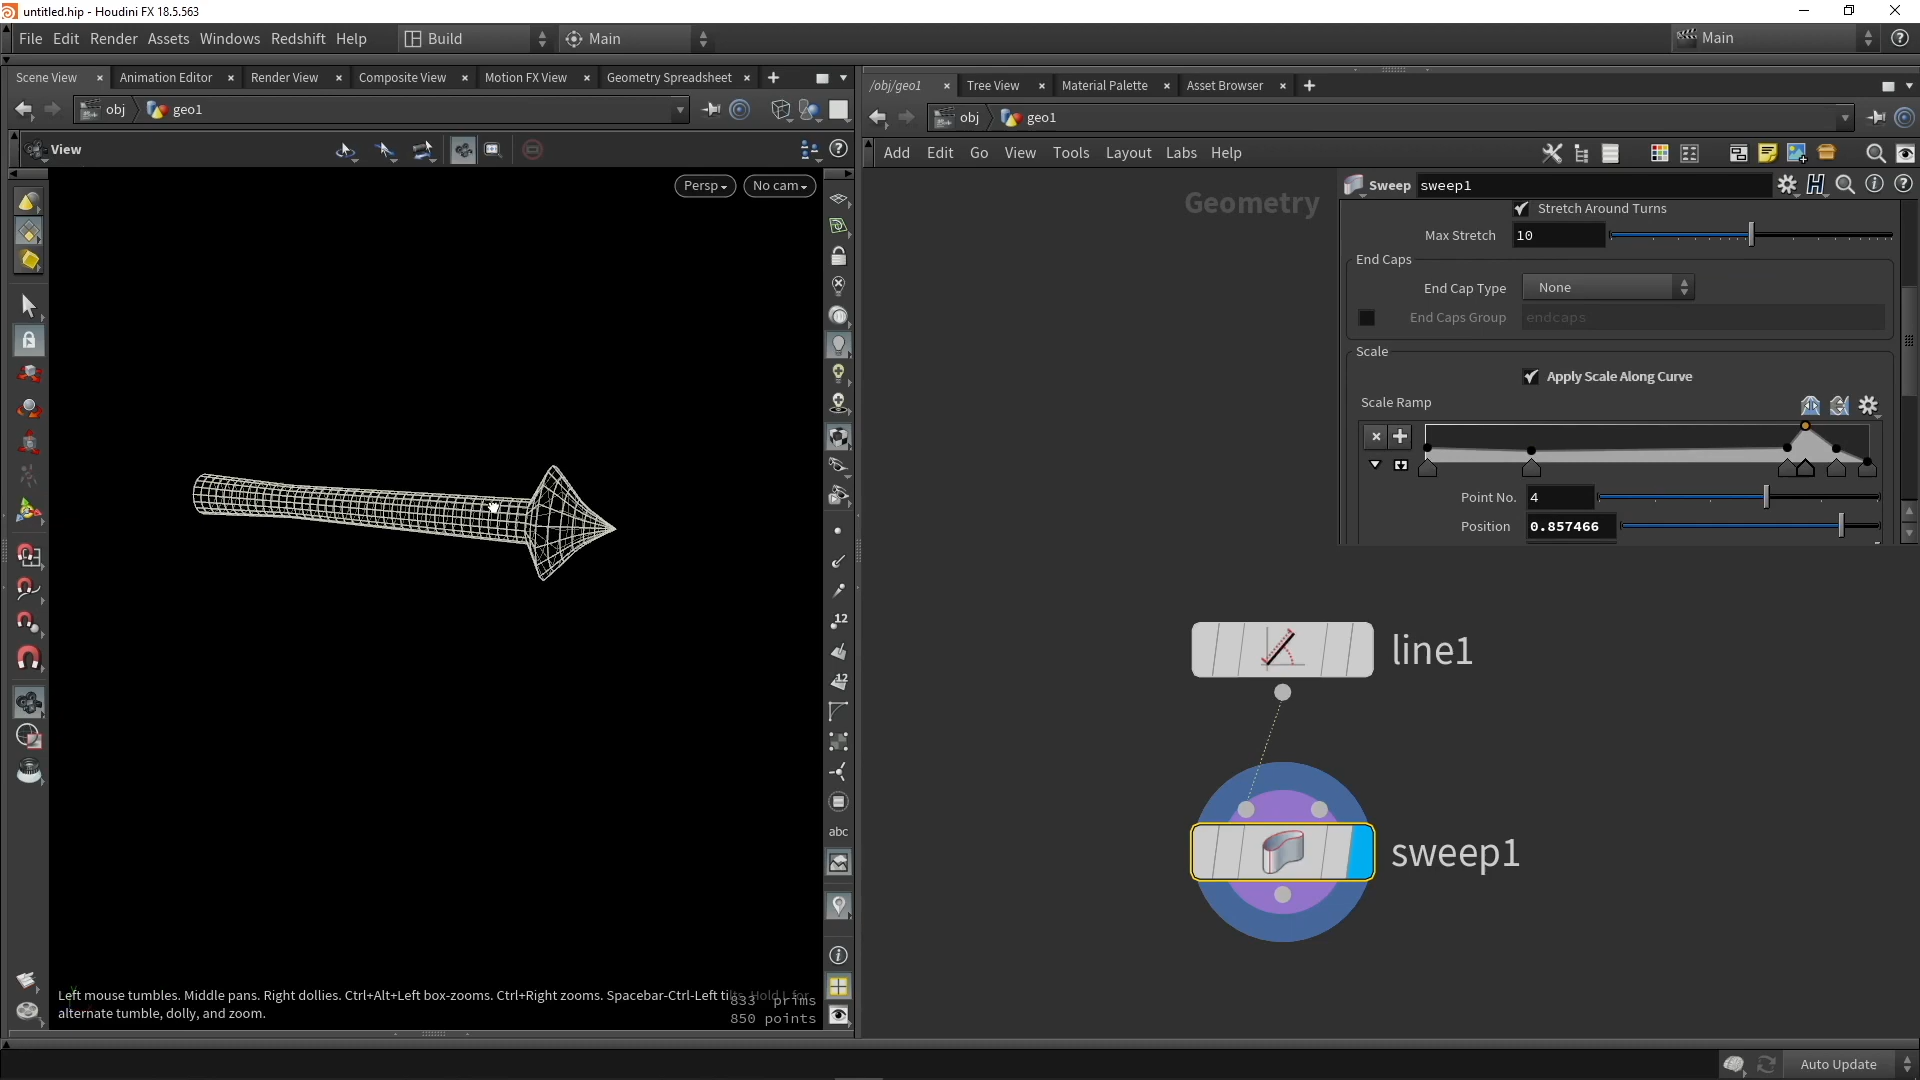 untitled.hip - Houdini FX 18.5.563
File Edit Render Assets Windows Redshift Help
Build
Main
Main
Scene View
Animation Editor
Render View
Composite View
Motion FX View
Geometry Spreadsheet
/obj/geo1
Tree View
Material Palette
Asset Browser
obj
geo1
obj
geo1
View
Add Edit Go View Tools Layout Labs Help
Persp
No cam
Geometry
Sweep
sweep1
Stretch Around Turns
Max Stretch
10
End Caps
End Cap Type
None
End Caps Group
endcaps
Scale
Apply Scale Along Curve
Scale Ramp
Point No.
4
Position
0.857466
12
12
abc
line1
sweep1
Left mouse tumbles. Middle pans. Right dollies. Ctrl+Alt+Left box-zooms. Ctrl+Right zooms. Spacebar-Ctrl-Left tilts. Hold L for
alternate tumble, dolly, and zoom.
833 prims
850 points
Auto Update